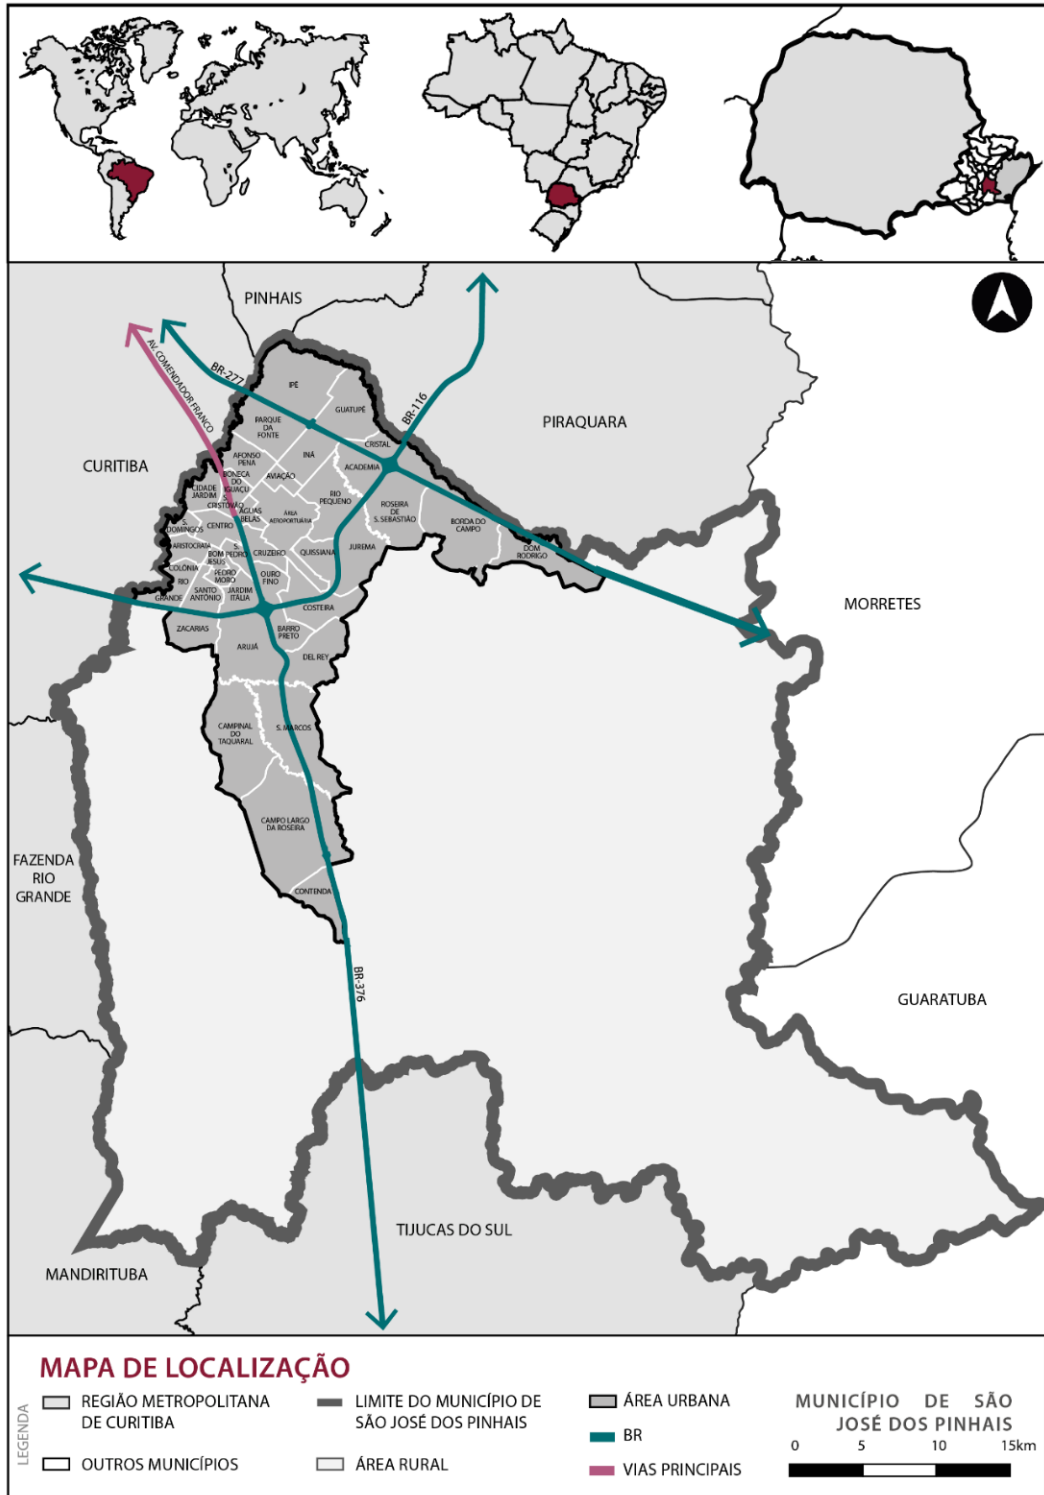 PINHAIS
AV. COMENDADOR FRANCO
BR-277
BR-116
IPÊ
GUATUPÊ
PIRAQUARA
PARQUE
DA
FONTE
CRISTAL
CURITIBA
AFONSO
PENA
INÁ
ACADEMIA
BONECA
DO
IGUAÇU
AVIAÇÃO
CIDADE
JARDIM
RIO
PEQUENO
S.
CRISTÓVÃO
ROSEIRA
DE
S. SEBASTIÃO
ÁGUAS
BELAS
ÁREA
AEROPORTUÁRIA
BORDA DO
CAMPO
S.
DOMINGOS
CENTRO
DOM
RODRIGO
ARISTOCRATA
BOM
JESUS
S.
PEDRO
CRUZEIRO
QUISSIANA
JUREMA
COLÔNIA
RIO
GRANDE
PEDRO
MORO
OURO
FINO
SANTO
ANTÔNIO
JARDIM
ITÁLIA
COSTEIRA
MORRETES
ZACARIAS
BARRO
PRETO
ARUJÁ
DEL REY
CAMPINAL
DO
TAQUARAL
S. MARCOS
CAMPO LARGO
DA ROSEIRA
FAZENDA
RIO
GRANDE
CONTENDA
BR-376
GUARATUBA
TIJUCAS DO SUL
MANDIRITUBA
MAPA DE LOCALIZAÇÃO
LEGENDA
REGIÃO METROPOLITANA
DE CURITIBA
OUTROS MUNICÍPIOS
LIMITE DO MUNICÍPIO DE
SÃO JOSÉ DOS PINHAIS
ÁREA RURAL
ÁREA URBANA
BR
VIAS PRINCIPAIS
MUNICÍPIO DE SÃO
JOSÉ DOS PINHAIS
0 5 10 15km